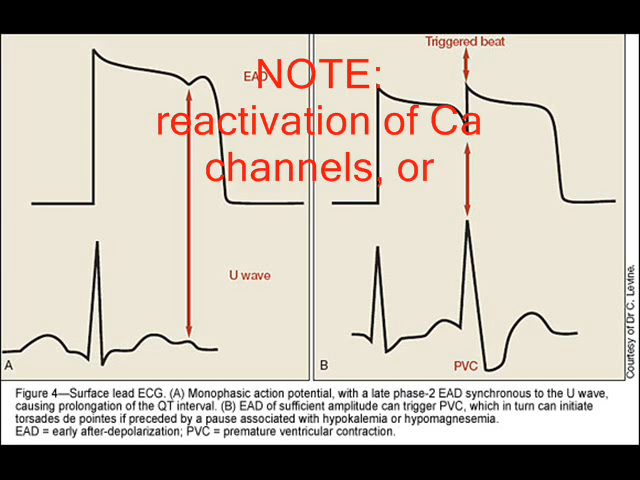 Triggered beat
EAD
NOTE:
reactivation of Ca
channels, or
U wave
A
B
PVC
Courtesy of Dr C. Levine.
Figure 4—Surface lead ECG. (A) Monophasic action potential, with a late phase-2 EAD synchronous to the U wave,
causing prolongation of the QT interval. (B) EAD of sufficient amplitude can trigger PVC, which in turn can initiate
torsades de pointes if preceded by a pause associated with hypokalemia or hypomagnesemia.
EAD = early after-depolarization; PVC = premature ventricular contraction.